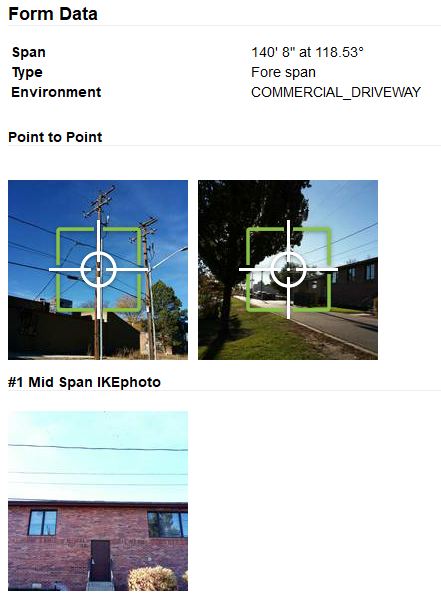 Form Data
Span 140' 8" at 118.53°
Type Fore span
Environment COMMERCIAL_DRIVEWAY
Point to Point
#1 Mid Span IKEphoto